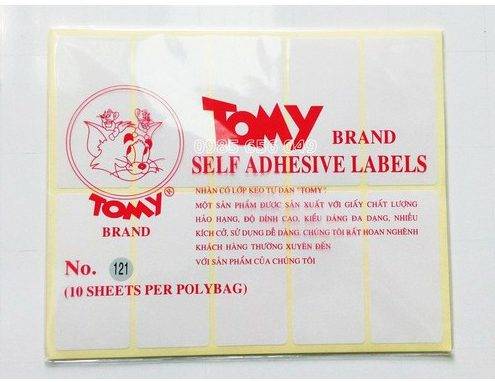 TOMY
BRAND
0985 656 049
SELF ADHESIVE LABELS
NHÃN CÓ LỚP KEO TỰ DÁN "TOMY".
MỘT SẢN PHẨM ĐƯỢC SẢN XUẤT VỚI GIẤY CHẤT LƯỢNG
HẢO HẠNG, ĐỘ DÍNH CAO, KIỂU DÁNG ĐA DẠNG, NHIỀU
KÍCH CỠ, SỬ DỤNG DỄ DÀNG. CHÚNG TÔI RẤT HOAN NGHÊNH
KHÁCH HÀNG THƯỜNG XUYÊN ĐẾN
VỚI SẢN PHẨM CỦA CHÚNG TÔI
TOMY®
BRAND
No. 121
(10 SHEETS PER POLYBAG)